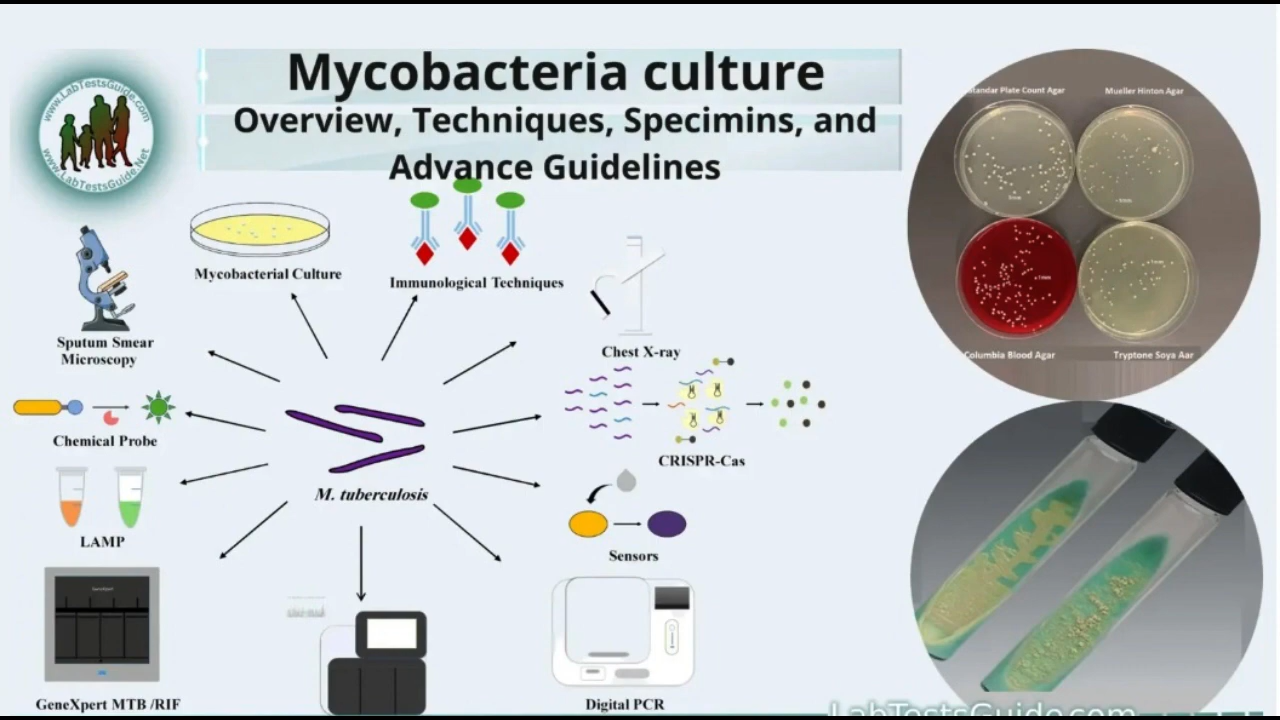 Mycobacteria culture
Overview, Techniques, Specimins, and
Advance Guidelines
www.LabTestsGuide.com
www.LabTestsGuide.Net
Mycobacterial Culture
Immunological Techniques
Sputum Smear
Microscopy
Chest X-ray
Chemical Probe
CRISPR-Cas
M. tuberculosis
LAMP
Sensors
GeneXpert MTB /RIF
Digital PCR
Standar Plate Count Agar
Mueller Hinton Agar
Columbia Blood Agar
Tryptone Soya Aar
LabTestsGuide.com